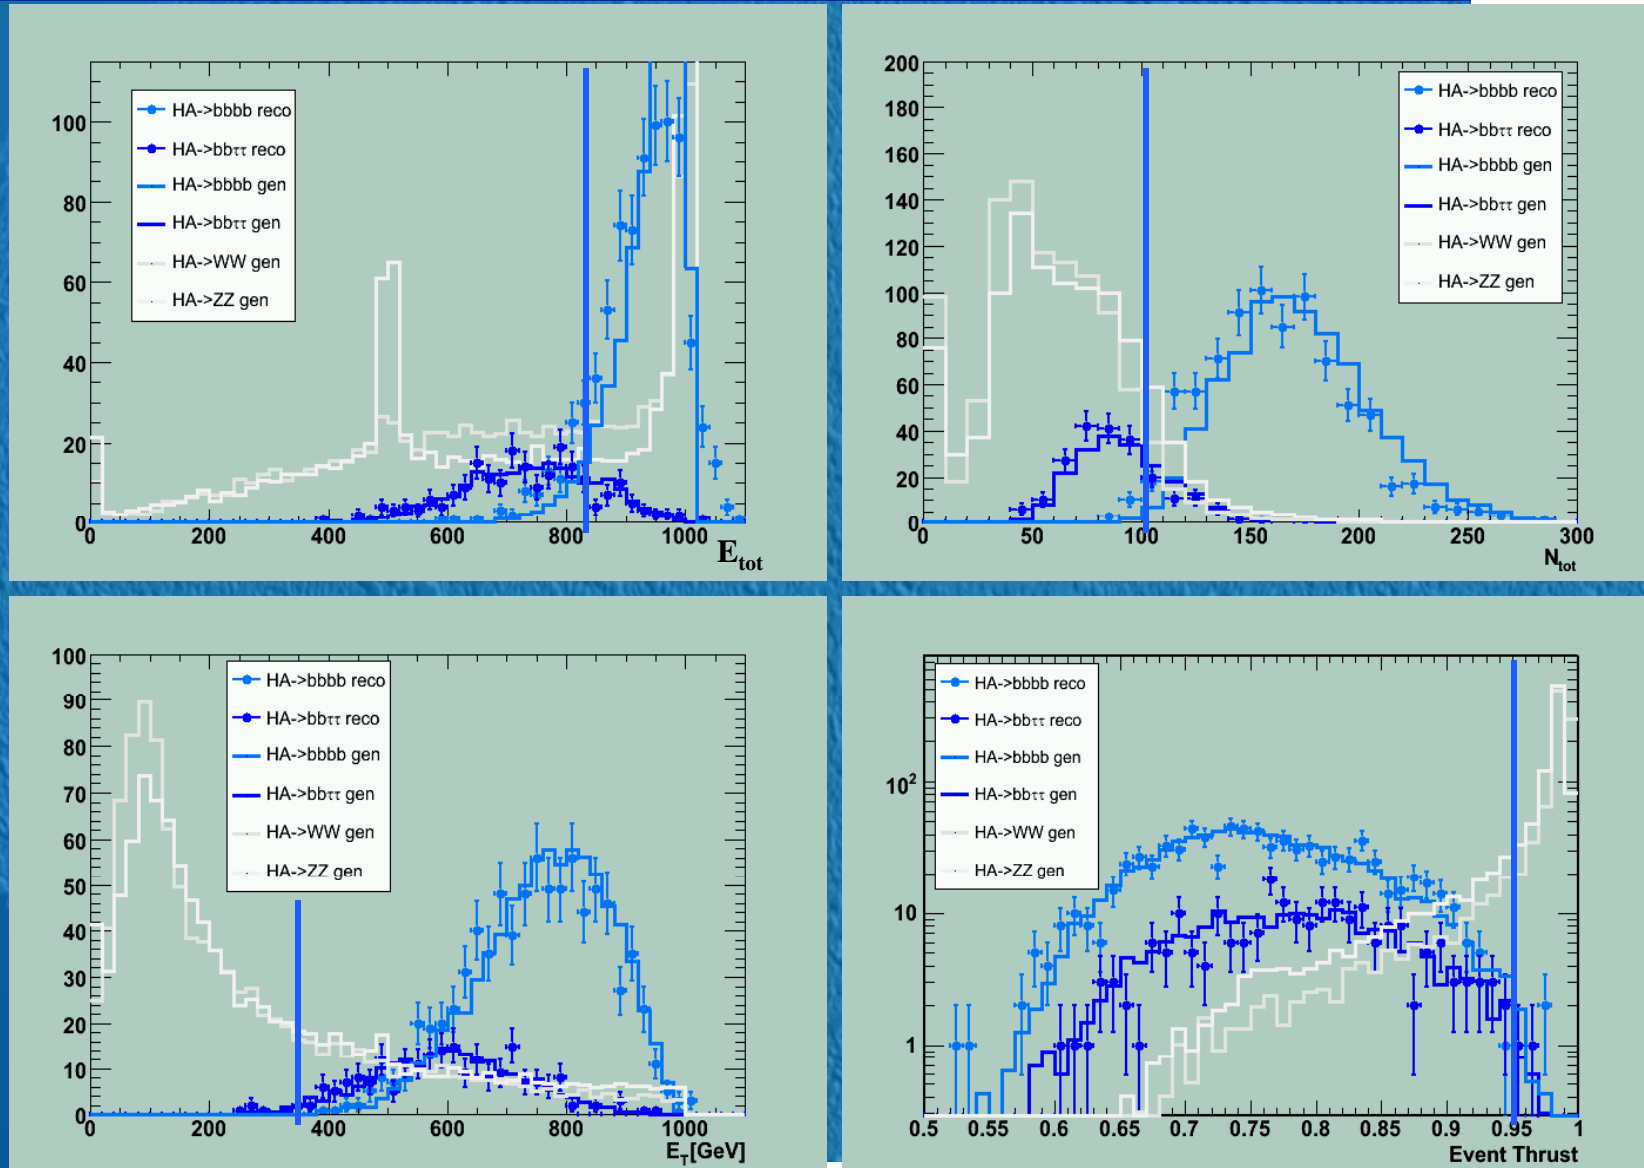 100
80
60
40
20
0
0 200 400 600 800 1000
E_tot
HA->bbbb reco
HA->bbττ reco
HA->bbbb gen
HA->bbττ gen
HA->WW gen
HA->ZZ gen
200
180
160
140
120
100
80
60
40
20
0
0 50 100 150 200 250 300
N_tot
HA->bbbb reco
HA->bbττ reco
HA->bbbb gen
HA->bbττ gen
HA->WW gen
HA->ZZ gen
100
90
80
70
60
50
40
30
20
10
0
0 200 400 600 800 1000
E_T[GeV]
HA->bbbb reco
HA->bbττ reco
HA->bbbb gen
HA->bbττ gen
HA->WW gen
HA->ZZ gen
10²
10
1
0.5 0.55 0.6 0.65 0.7 0.75 0.8 0.85 0.9 0.95 1
Event Thrust
HA->bbbb reco
HA->bbττ reco
HA->bbbb gen
HA->bbττ gen
HA->WW gen
HA->ZZ gen